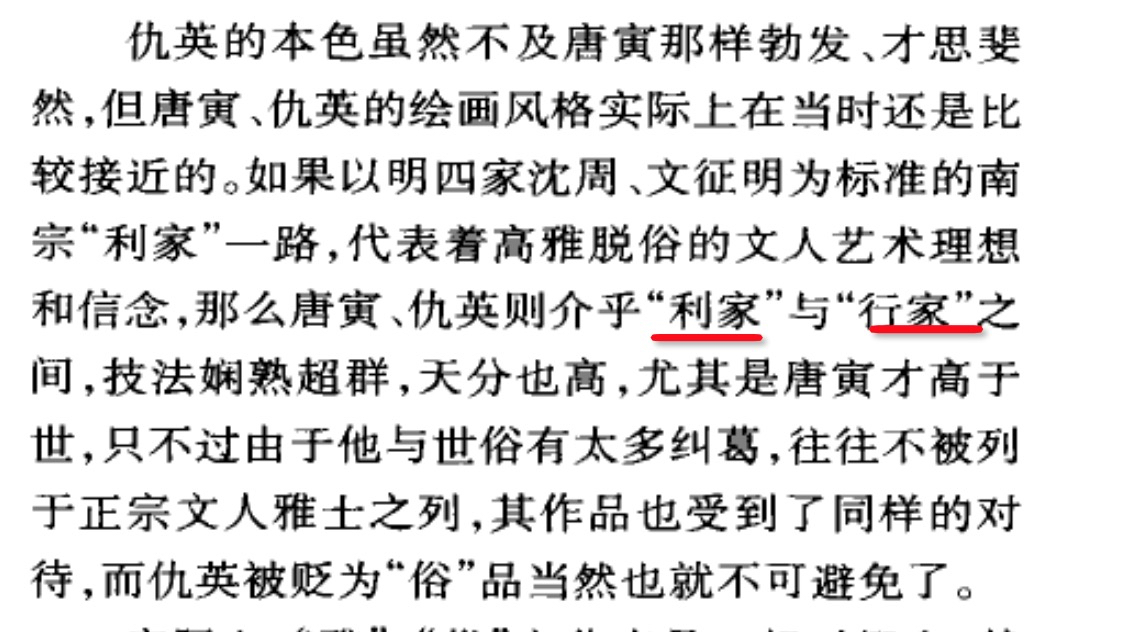 仇英的本色虽然不及唐寅那样勃发、才思斐
然,但唐寅、仇英的绘画风格实际上在当时还是比
较接近的。如果以明四家沈周、文征明为标准的南
宗“利家”一路,代表着高雅脱俗的文人艺术理想
和信念,那么唐寅、仇英则介乎“利家”与“行家”之
间,技法娴熟超群,天分也高,尤其是唐寅才高于
世,只不过由于他与世俗有太多纠葛,往往不被列
于正宗文人雅士之列,其作品也受到了同样的对
待,而仇英被贬为“俗”品当然也就不可避免了。